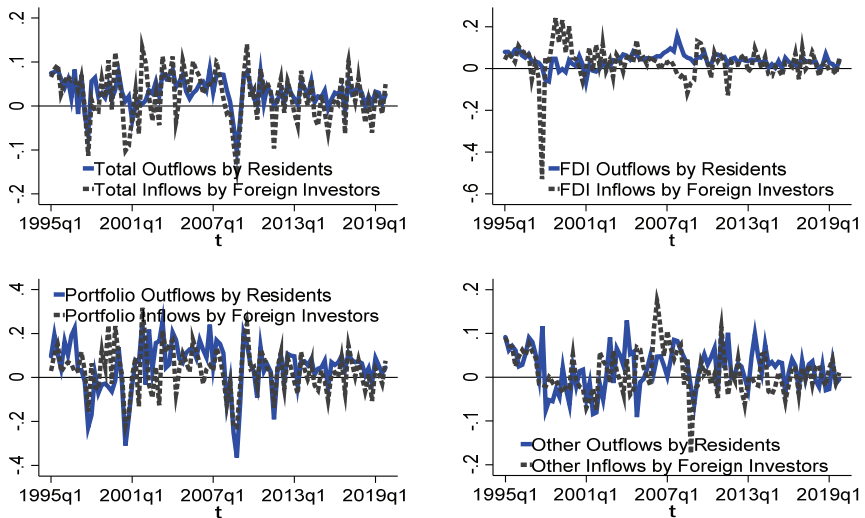 .2
.1
0
-.1
-.2
Total Outflows by Residents
Total Inflows by Foreign Investors
1995q1 2001q1 2007q1 2013q1 2019q1
t
.2
0
-.2
-.4
-.6
FDI Outflows by Residents
FDI Inflows by Foreign Investors
1995q1 2001q1 2007q1 2013q1 2019q1
t
.4
.2
0
-.2
-.4
Portfolio Outflows by Residents
Portfolio Inflows by Foreign Investors
1995q1 2001q1 2007q1 2013q1 2019q1
t
.2
.1
0
-.1
-.2
Other Outflows by Residents
Other Inflows by Foreign Investors
1995q1 2001q1 2007q1 2013q1 2019q1
t